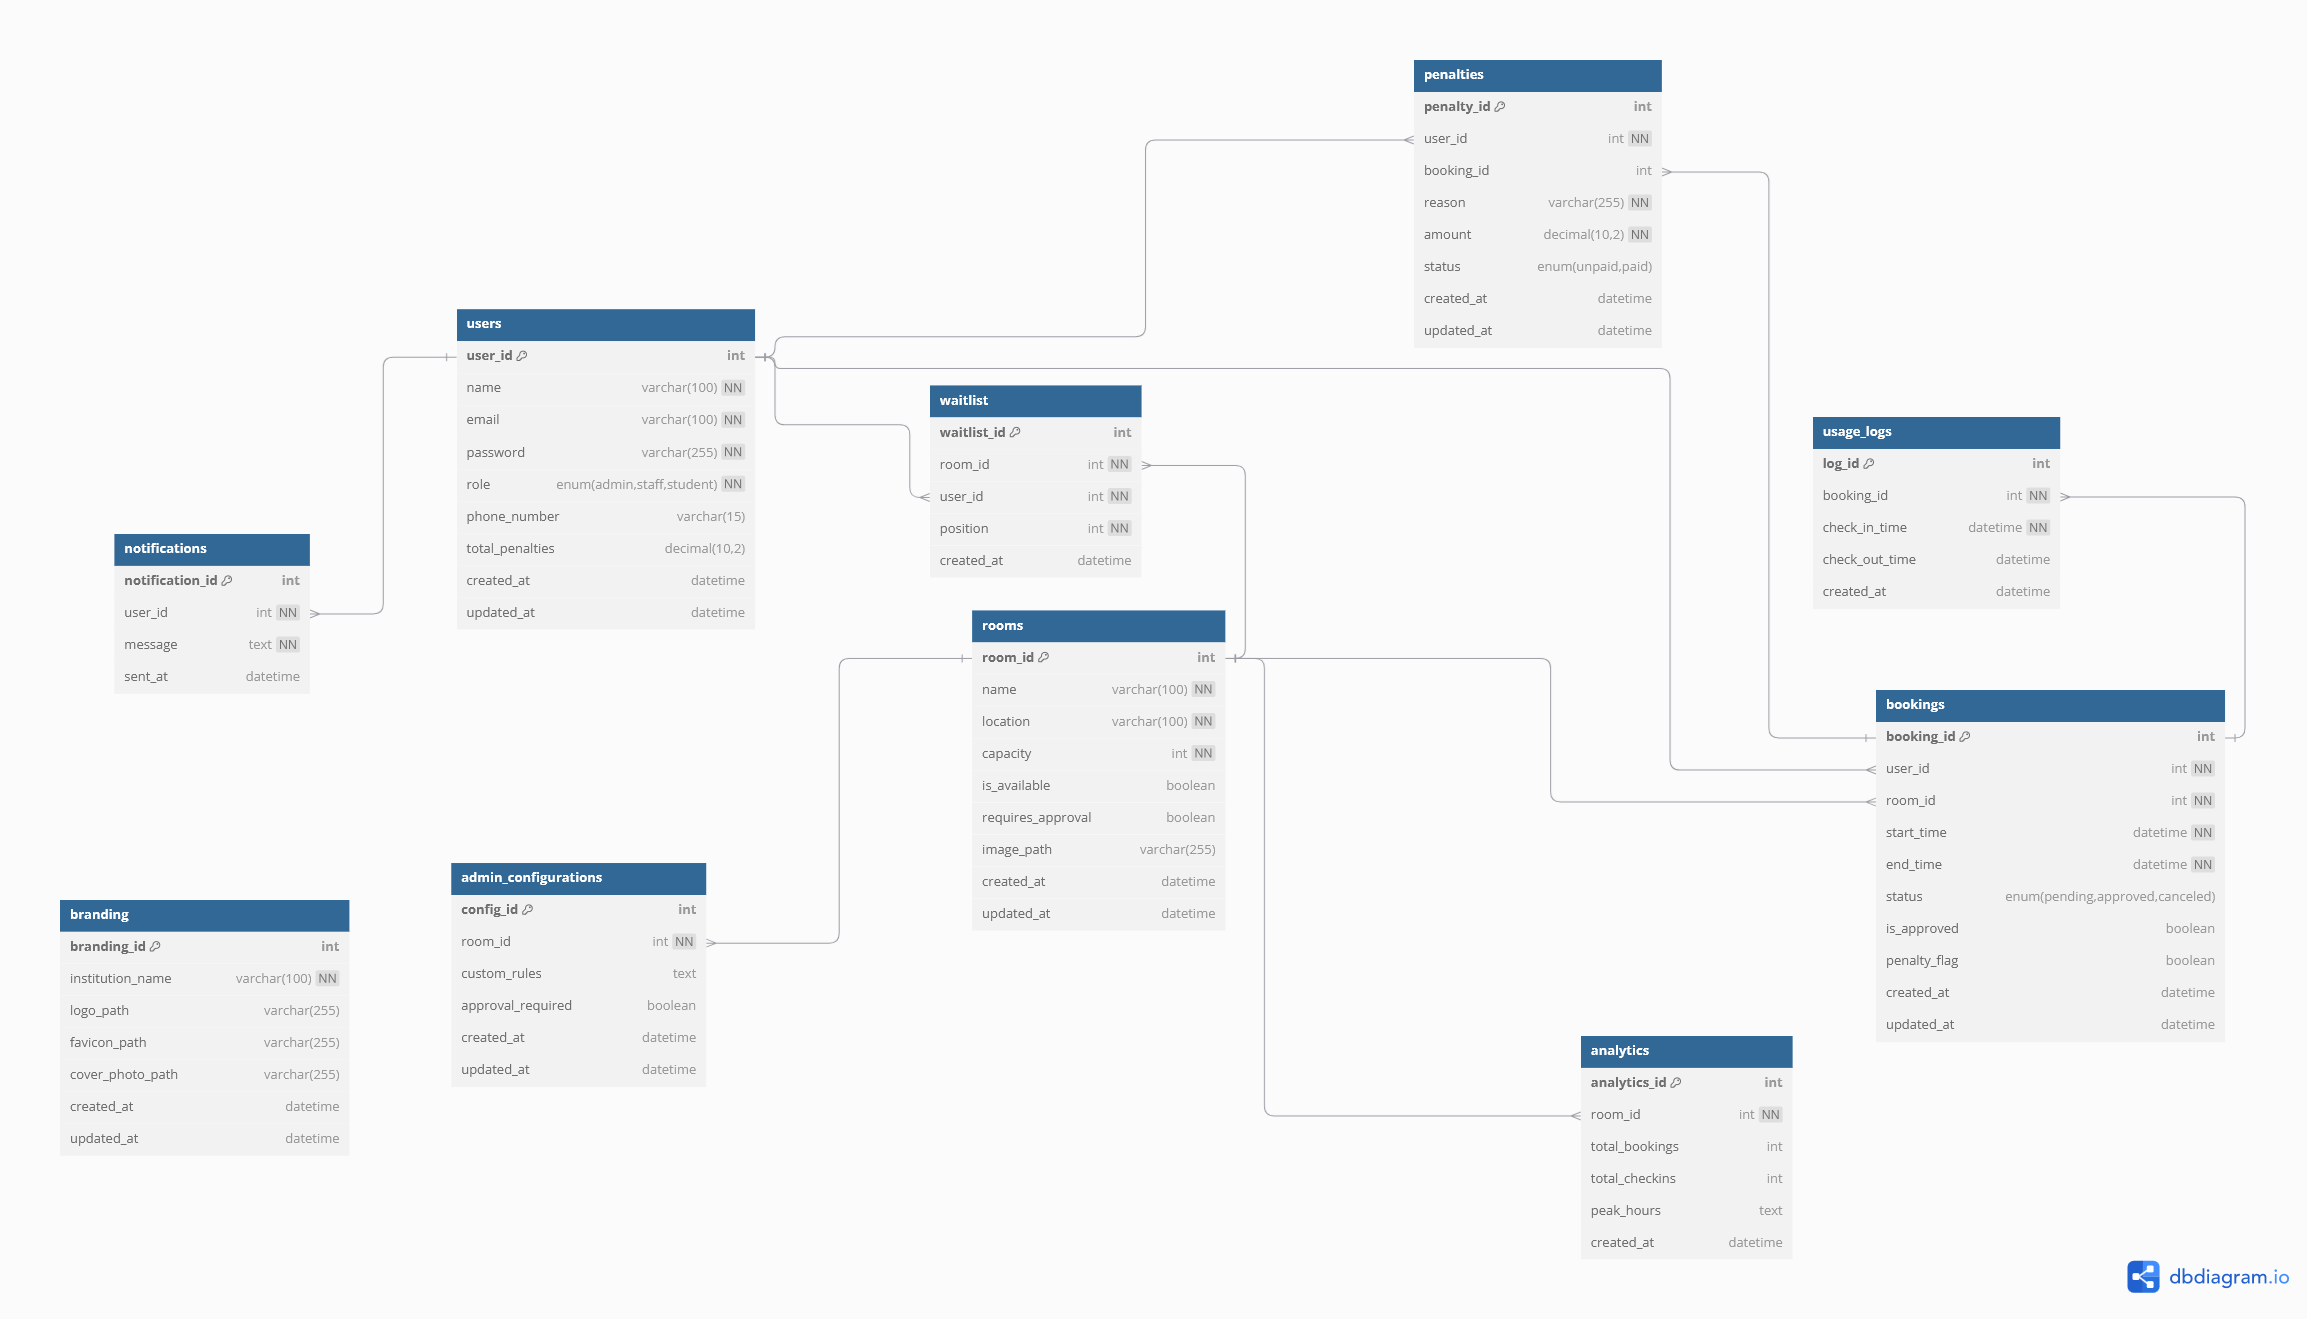 penalties
penalty_id int
user_id int NN
booking_id int
reason varchar(255) NN
amount decimal(10,2) NN
status enum(unpaid,paid)
created_at datetime
updated_at datetime
users
user_id int
name varchar(100) NN
email varchar(100) NN
password varchar(255) NN
role enum(admin,staff,student) NN
phone_number varchar(15)
total_penalties decimal(10,2)
created_at datetime
updated_at datetime
waitlist
waitlist_id int
room_id int NN
user_id int NN
position int NN
created_at datetime
usage_logs
log_id int
booking_id int NN
check_in_time datetime NN
check_out_time datetime
created_at datetime
notifications
notification_id int
user_id int NN
message text NN
sent_at datetime
rooms
room_id int
name varchar(100) NN
location varchar(100) NN
capacity int NN
is_available boolean
requires_approval boolean
image_path varchar(255)
created_at datetime
updated_at datetime
bookings
booking_id int
user_id int NN
room_id int NN
start_time datetime NN
end_time datetime NN
status enum(pending,approved,canceled)
is_approved boolean
penalty_flag boolean
created_at datetime
updated_at datetime
admin_configurations
config_id int
room_id int NN
custom_rules text
approval_required boolean
created_at datetime
updated_at datetime
branding
branding_id int
institution_name varchar(100) NN
logo_path varchar(255)
favicon_path varchar(255)
cover_photo_path varchar(255)
created_at datetime
updated_at datetime
analytics
analytics_id int
room_id int NN
total_bookings int
total_checkins int
peak_hours text
created_at datetime
dbdiagram.io